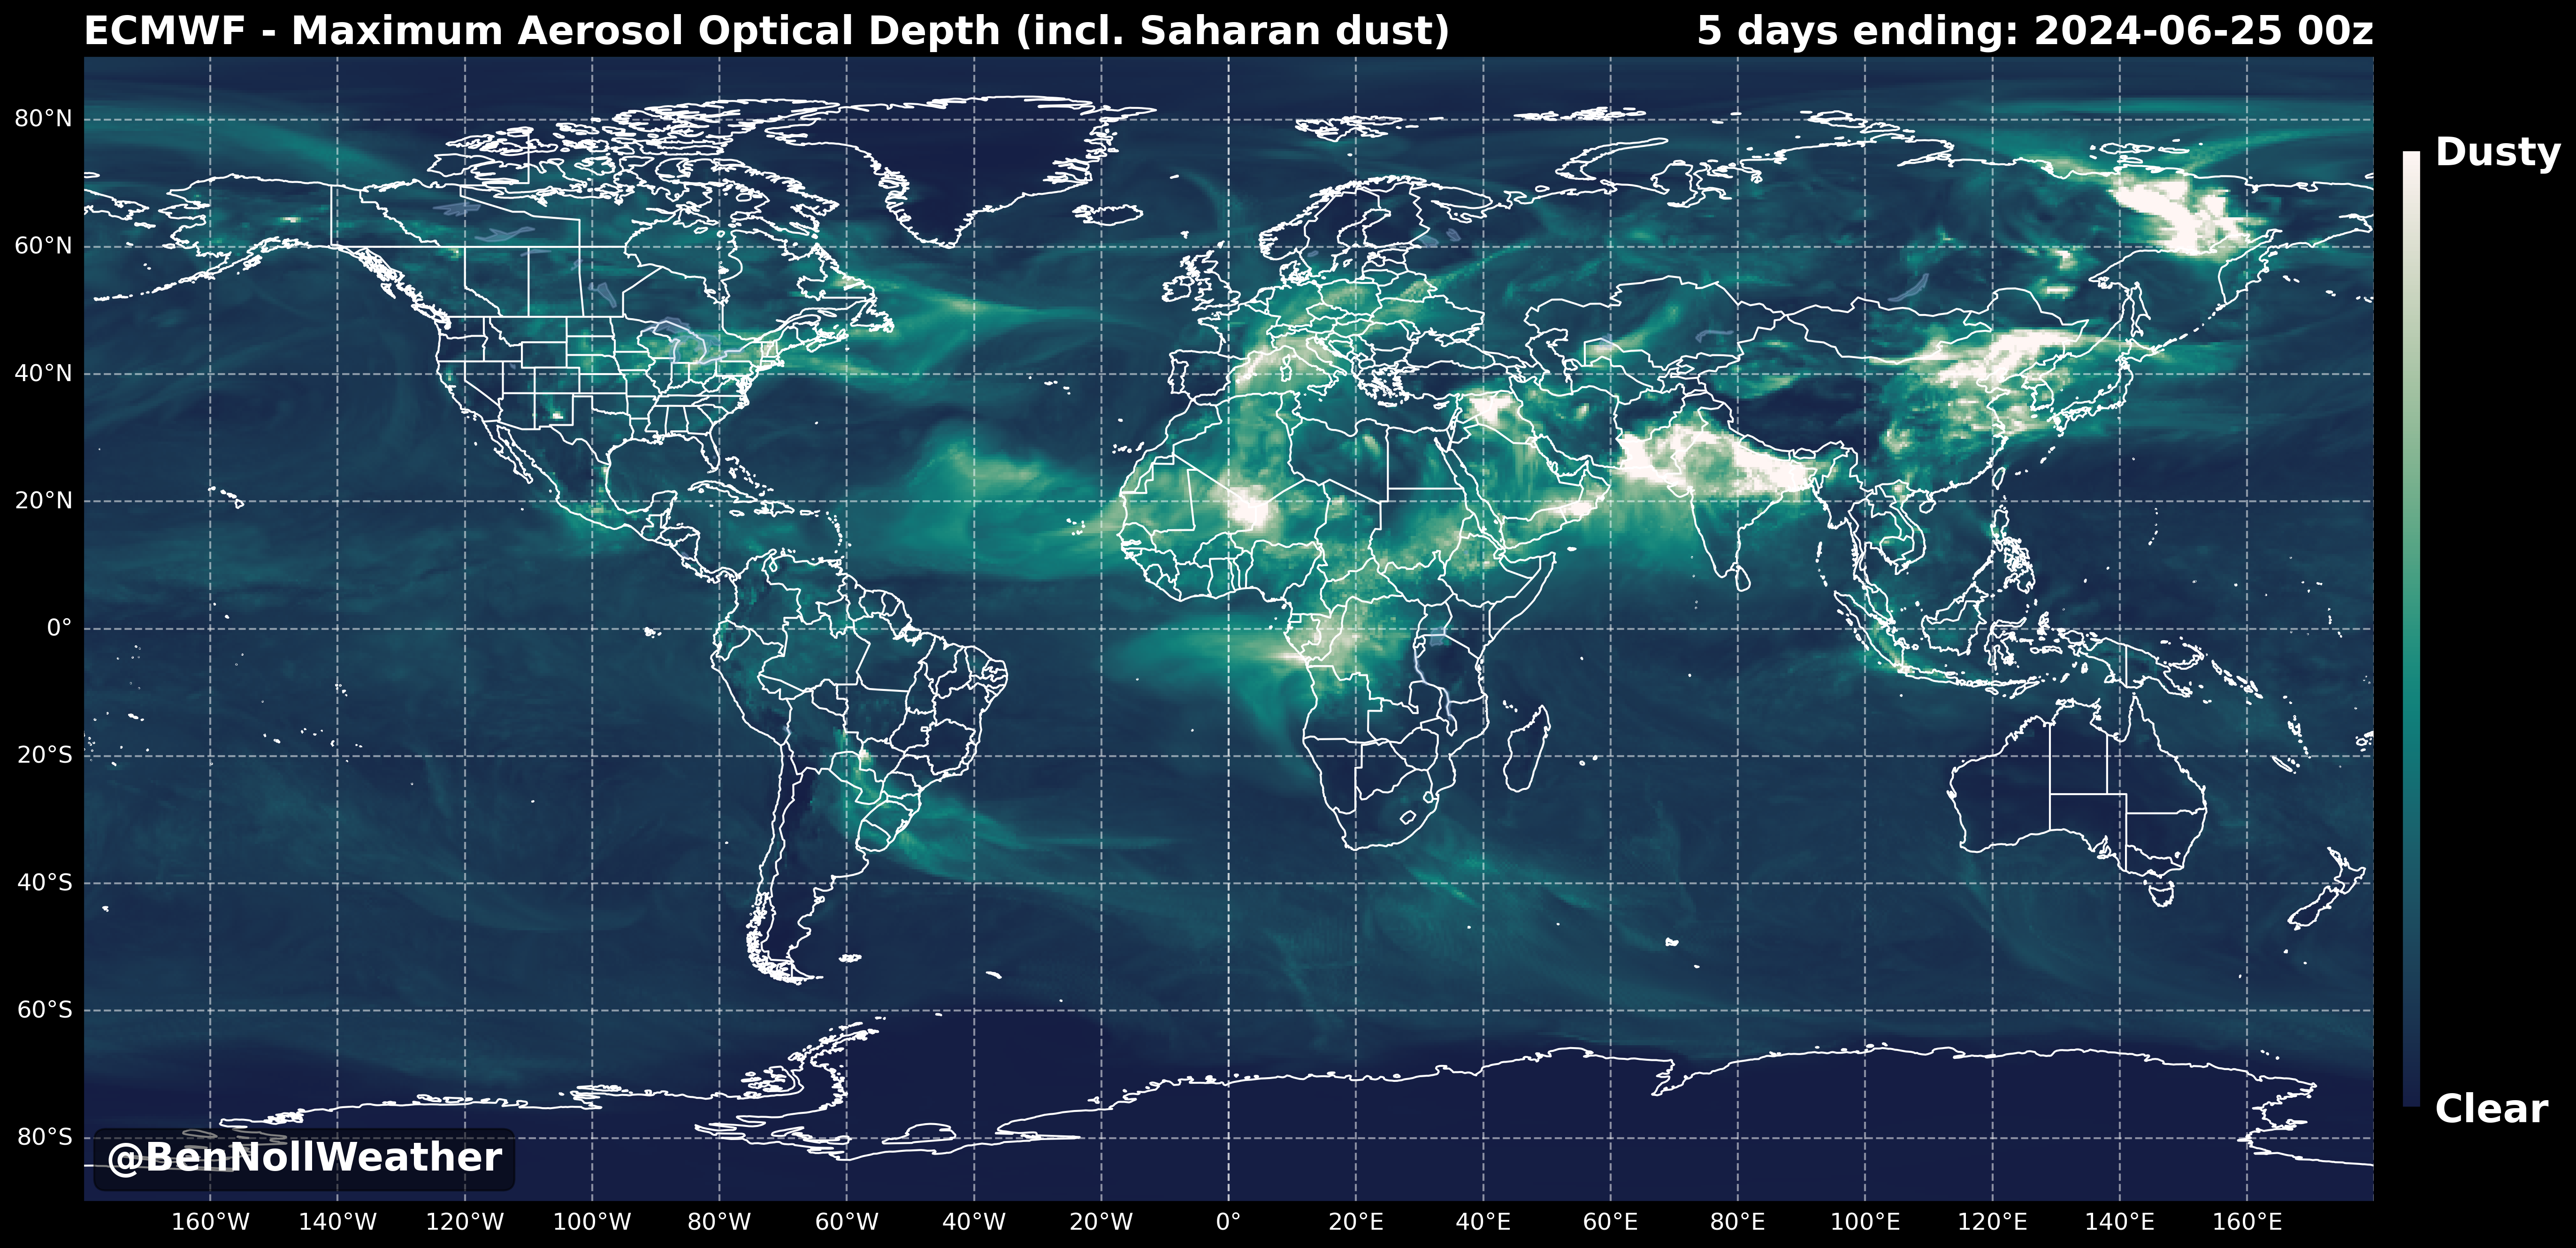 ECMWF - Maximum Aerosol Optical Depth (incl. Saharan dust) 5 days ending: 2024-06-25 00z
Dusty
Clear
80°N
60°N
40°N
20°N
0°
20°S
40°S
60°S
80°S
@BenNollWeather
160°W 140°W 120°W 100°W 80°W 60°W 40°W 20°W 0° 20°E 40°E 60°E 80°E 100°E 120°E 140°E 160°E